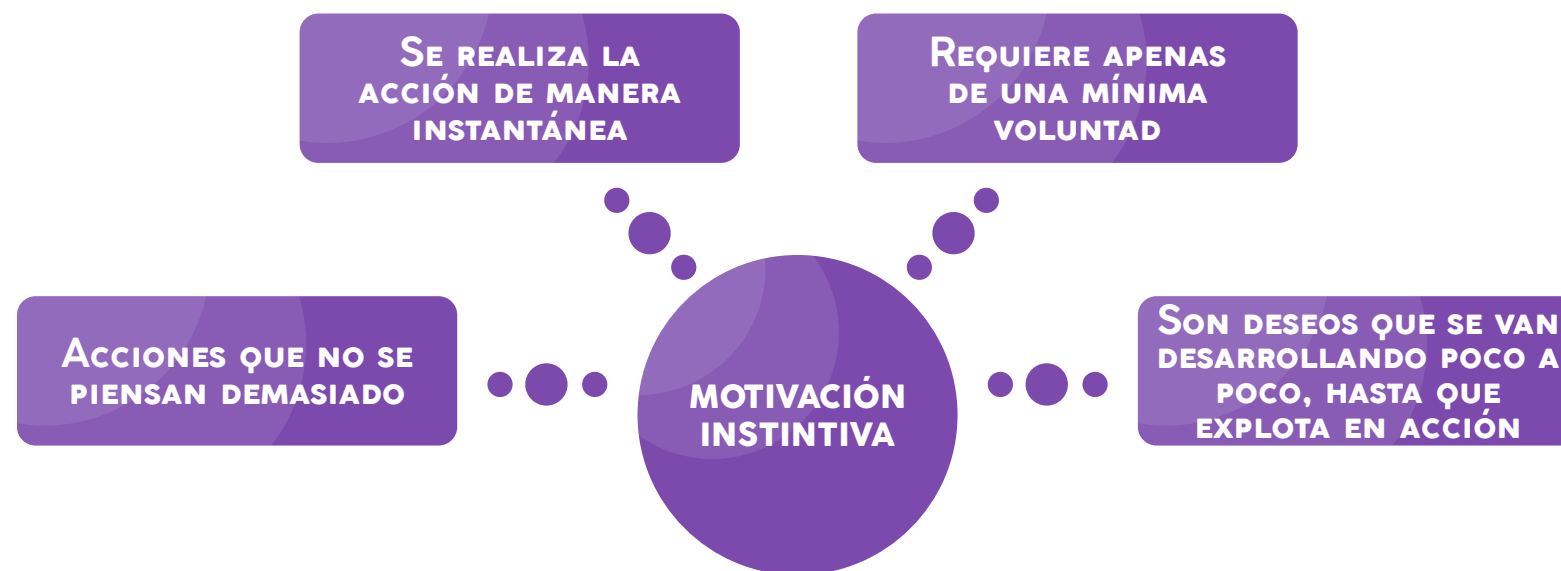 Se realiza la
acción de manera
instantánea
Requiere apenas
de una mínima
voluntad
Acciones que no se
piensan demasiado
MOTIVACIÓN
INSTINTIVA
Son deseos que se van
desarrollando poco a
poco, hasta que
explota en acción